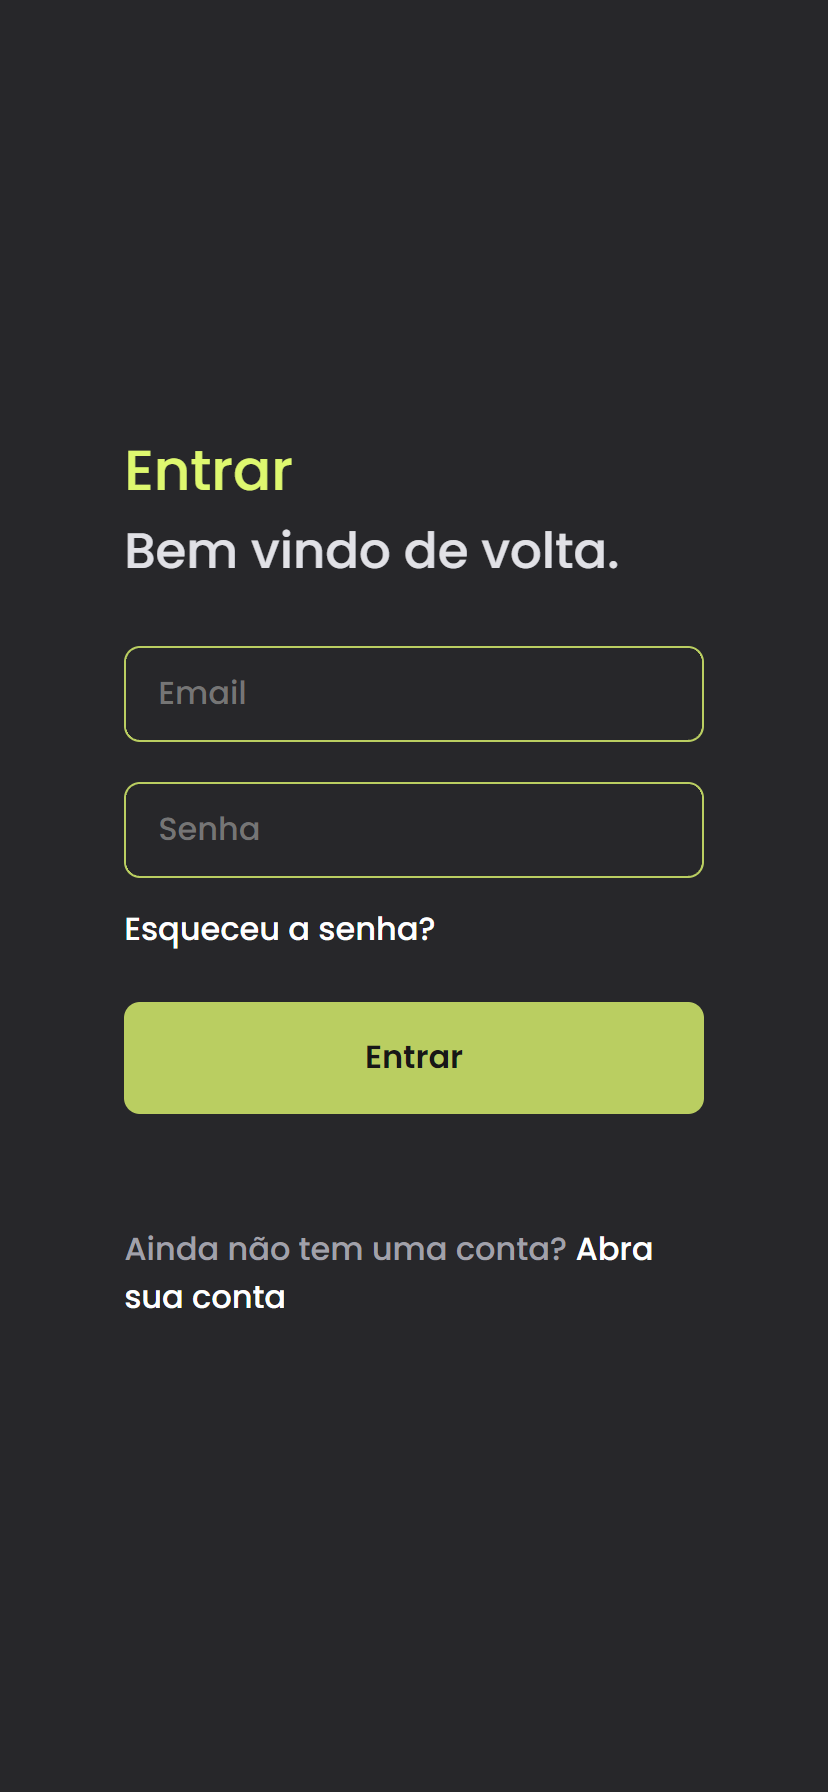 Entrar
Bem vindo de volta.
Email
Senha
Esqueceu a senha?
Entrar
Ainda não tem uma conta? Abra
sua conta